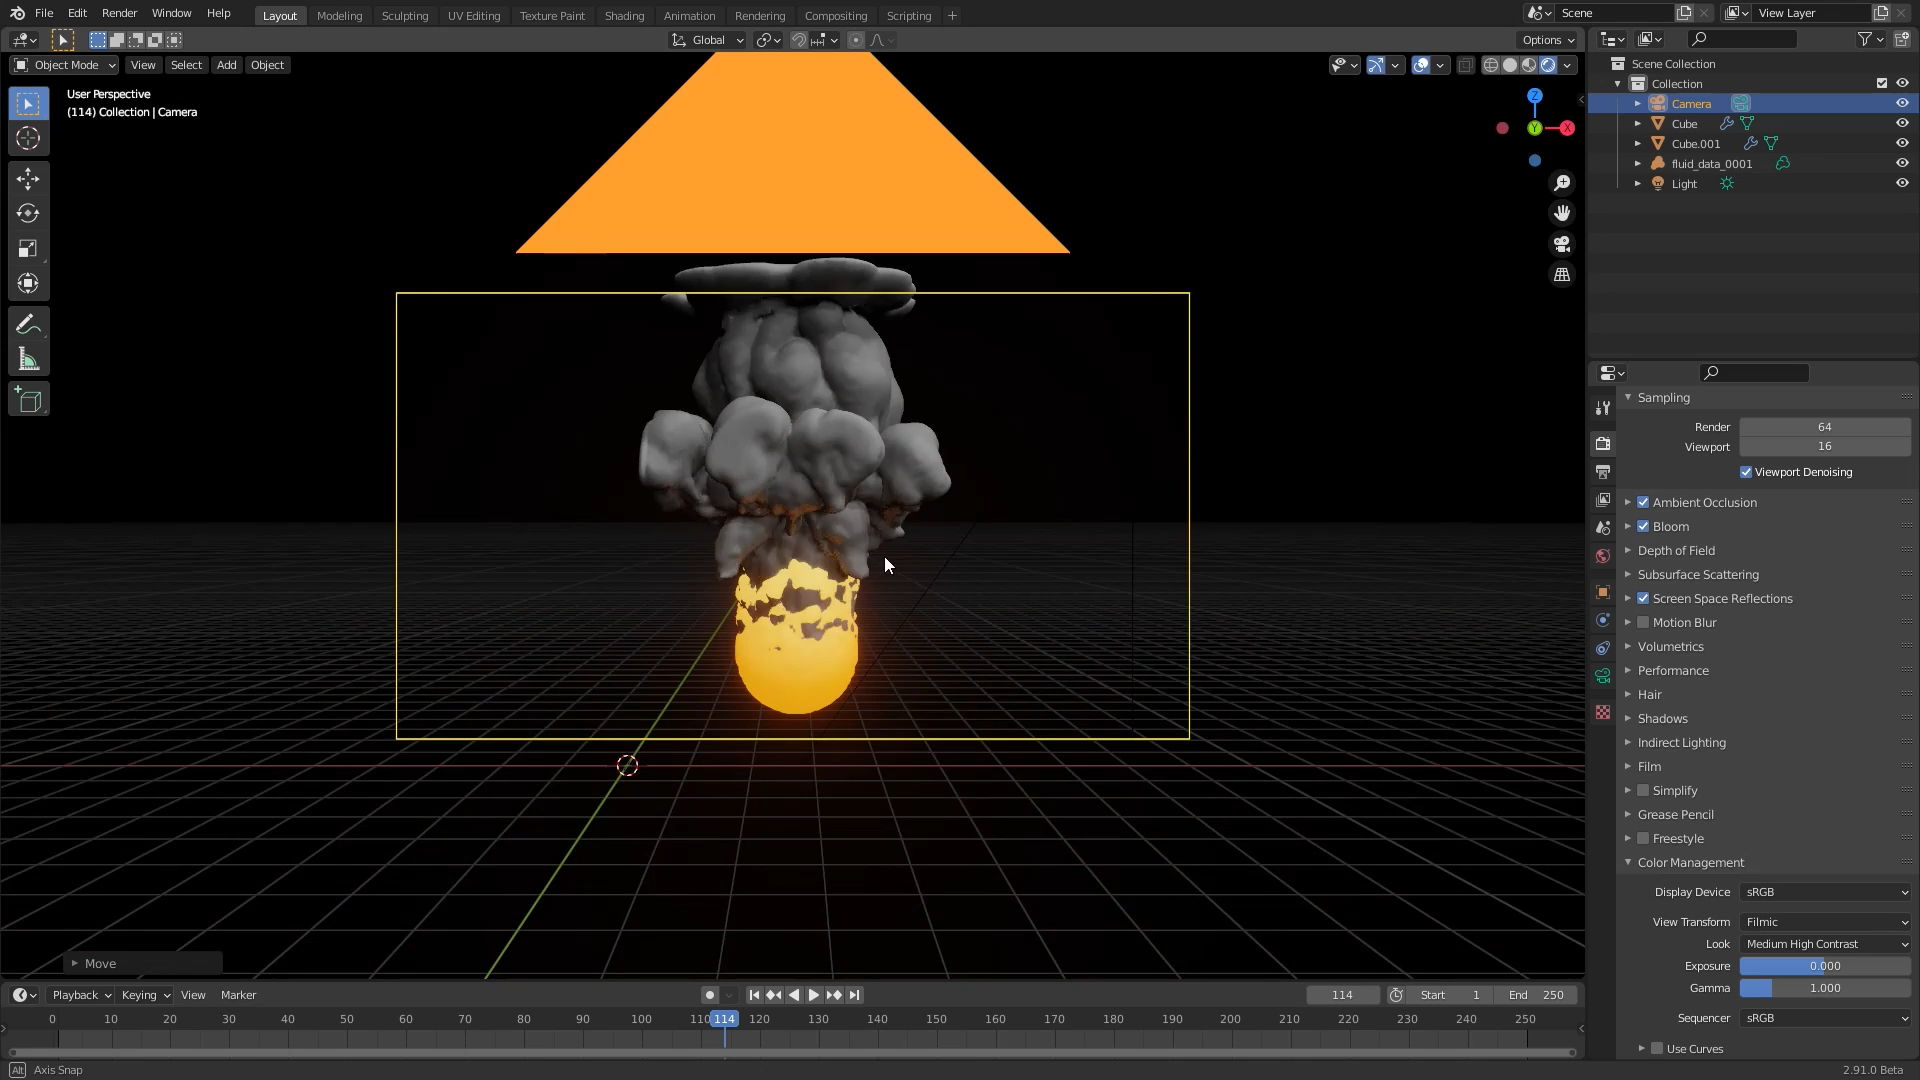 File Edit Render Window Help Layout Modeling Sculpting UV Editing Texture Paint Shading Animation Rendering Compositing Scripting + Scene View Layer
Global Options
Object Mode View Select Add Object
User Perspective
(114) Collection | Camera
Z
Y X
Scene Collection
Collection
Camera
Cube
Cube.001
fluid_data_0001
Light
Sampling
Render 64
Viewport 16
Viewport Denoising
Ambient Occlusion
Bloom
Depth of Field
Subsurface Scattering
Screen Space Reflections
Motion Blur
Volumetrics
Performance
Hair
Shadows
Indirect Lighting
Film
Simplify
Grease Pencil
Freestyle
Color Management
Display Device sRGB
View Transform Filmic
Look Medium High Contrast
Exposure 0.000
Gamma 1.000
Sequencer sRGB
Use Curves
Move
Playback Keying View Marker 114 Start 1 End 250
0 10 20 30 40 50 60 70 80 90 100 110 114 120 130 140 150 160 170 180 190 200 210 220 230 240 250
Alt Axis Snap 2.91.0 Beta